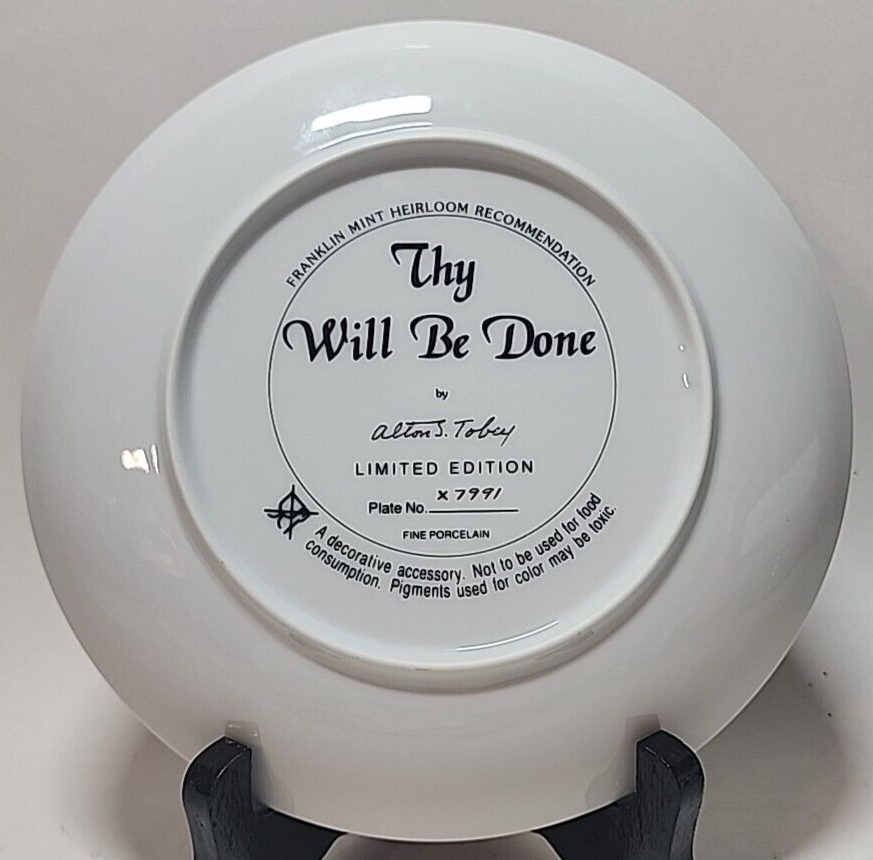 FRANKLIN MINT HEIRLOOM RECOMMENDATION
Thy
Will Be Done
by
Alton S. Tobey
LIMITED EDITION
Plate No. x 7991
FINE PORCELAIN
A decorative accessory. Not to be used for food
consumption. Pigments used for color may be toxic.